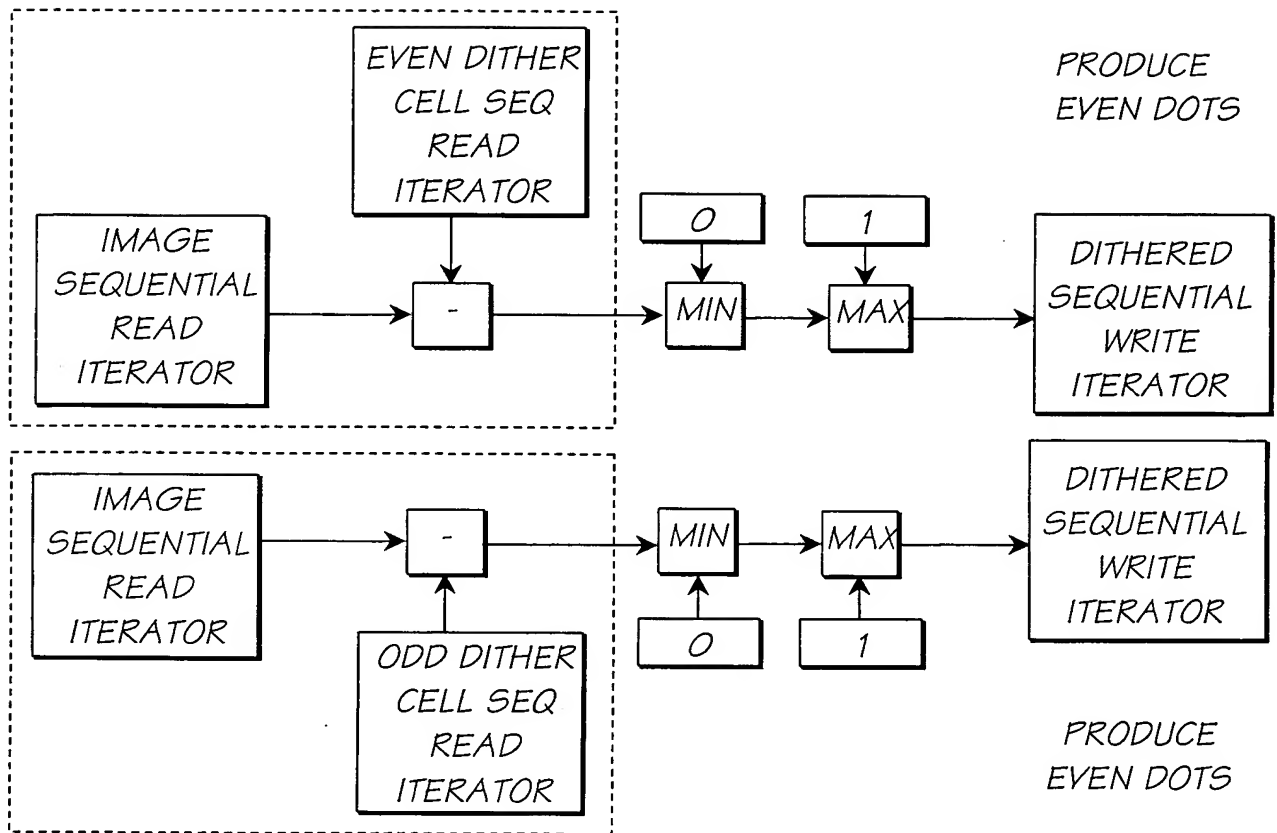 EVEN DITHER
CELL SEQ
READ
ITERATOR
PRODUCE
EVEN DOTS
IMAGE
SEQUENTIAL
READ
ITERATOR
-
0
MIN
1
MAX
DITHERED
SEQUENTIAL
WRITE
ITERATOR
IMAGE
SEQUENTIAL
READ
ITERATOR
-
ODD DITHER
CELL SEQ
READ
ITERATOR
MIN
0
MAX
1
DITHERED
SEQUENTIAL
WRITE
ITERATOR
PRODUCE
EVEN DOTS